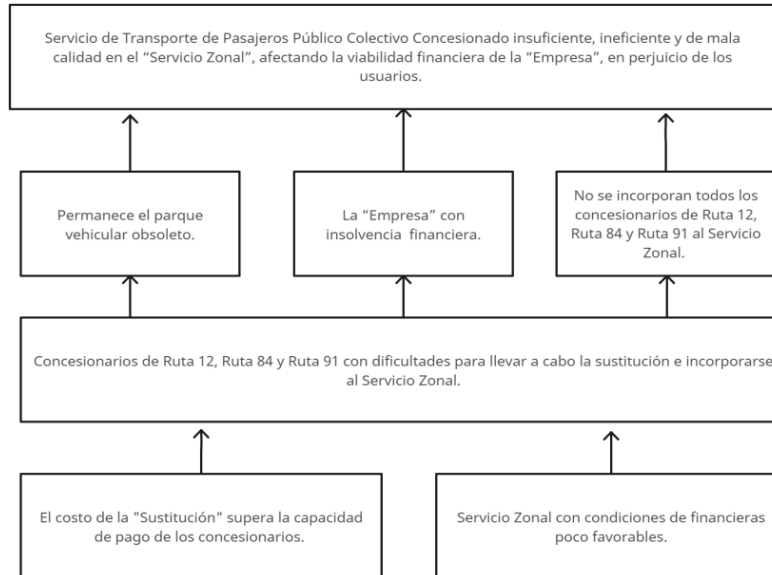 Servicio de Transporte de Pasajeros Público Colectivo Concesionado insuficiente, ineficiente y de mala
calidad en el “Servicio Zonal”, afectando la viabilidad financiera de la “Empresa”, en perjuicio de los
usuarios.
Permanece el parque
vehicular obsoleto.
La “Empresa” con
insolvencia financiera.
No se incorporan todos los
concesionarios de Ruta 12,
Ruta 84 y Ruta 91 al Servicio
Zonal.
Concesionarios de Ruta 12, Ruta 84 y Ruta 91 con dificultades para llevar a cabo la sustitución e incorporarse
al Servicio Zonal.
El costo de la "Sustitución" supera la capacidad
de pago de los concesionarios.
Servicio Zonal con condiciones de financieras
poco favorables.